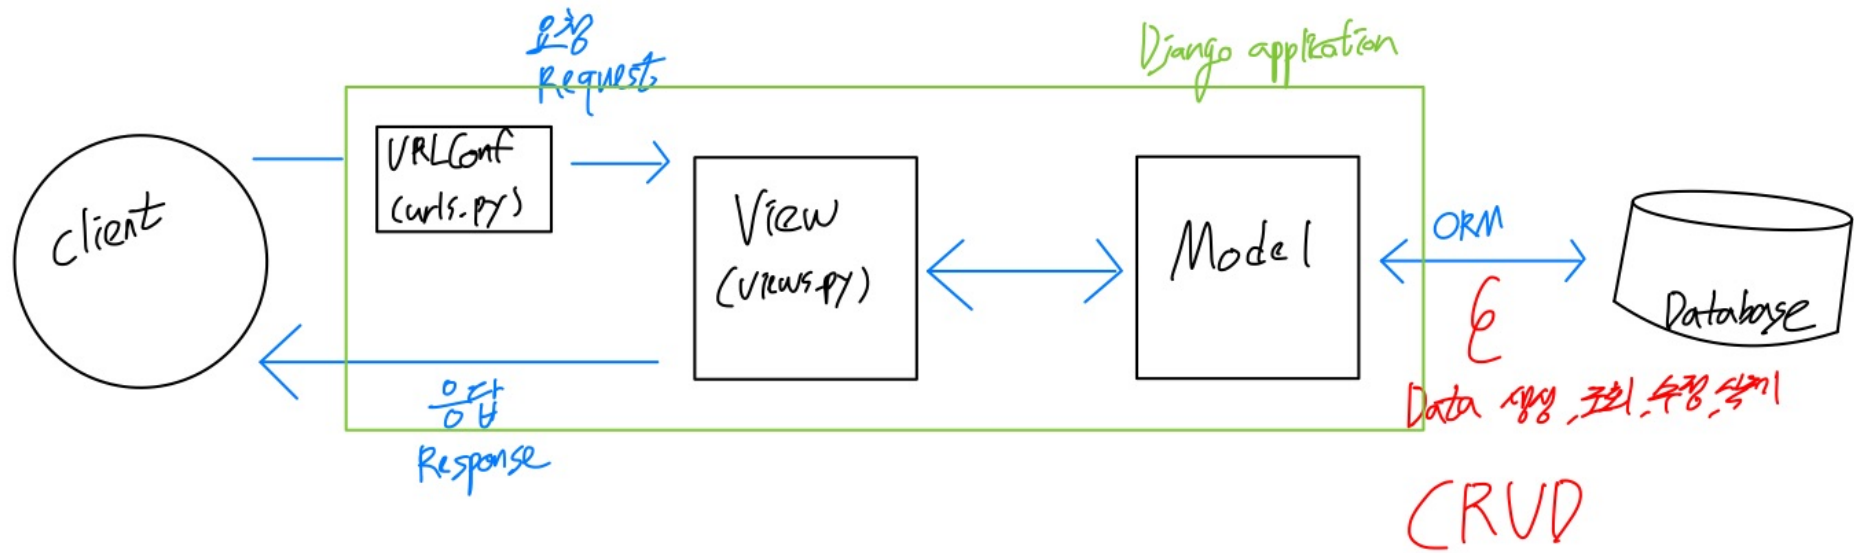 요청
Request
Django application
URLConf
(urls.py)
Client
View
(views.py)
Model
ORM
Database
Data 생성, 조회, 수정, 삭제
응답
Response
CRUD